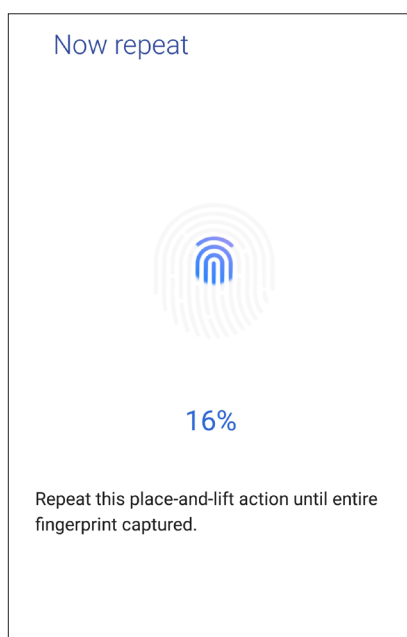 Now repeat
16%
Repeat this place-and-lift action until entire
fingerprint captured.